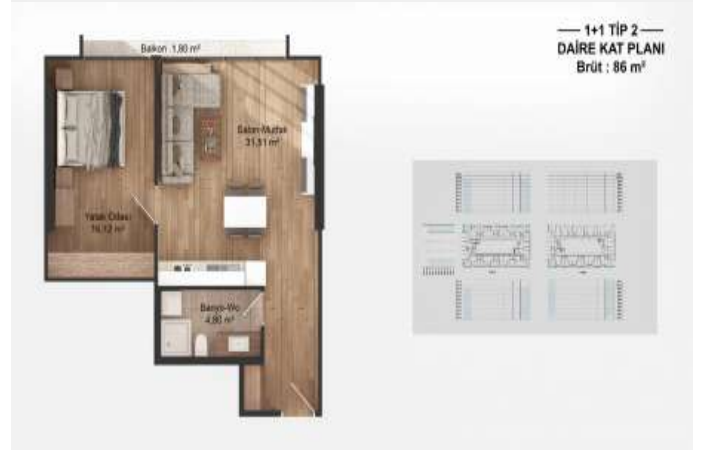 1+1 TİP 2
DAİRE KAT PLANI
Brüt : 86 m²
Balkon 1,80 m²
Salon-Mutfak
31,51 m²
Yatak Odası
16,12 m²
Banyo-Wc
4,80 m²